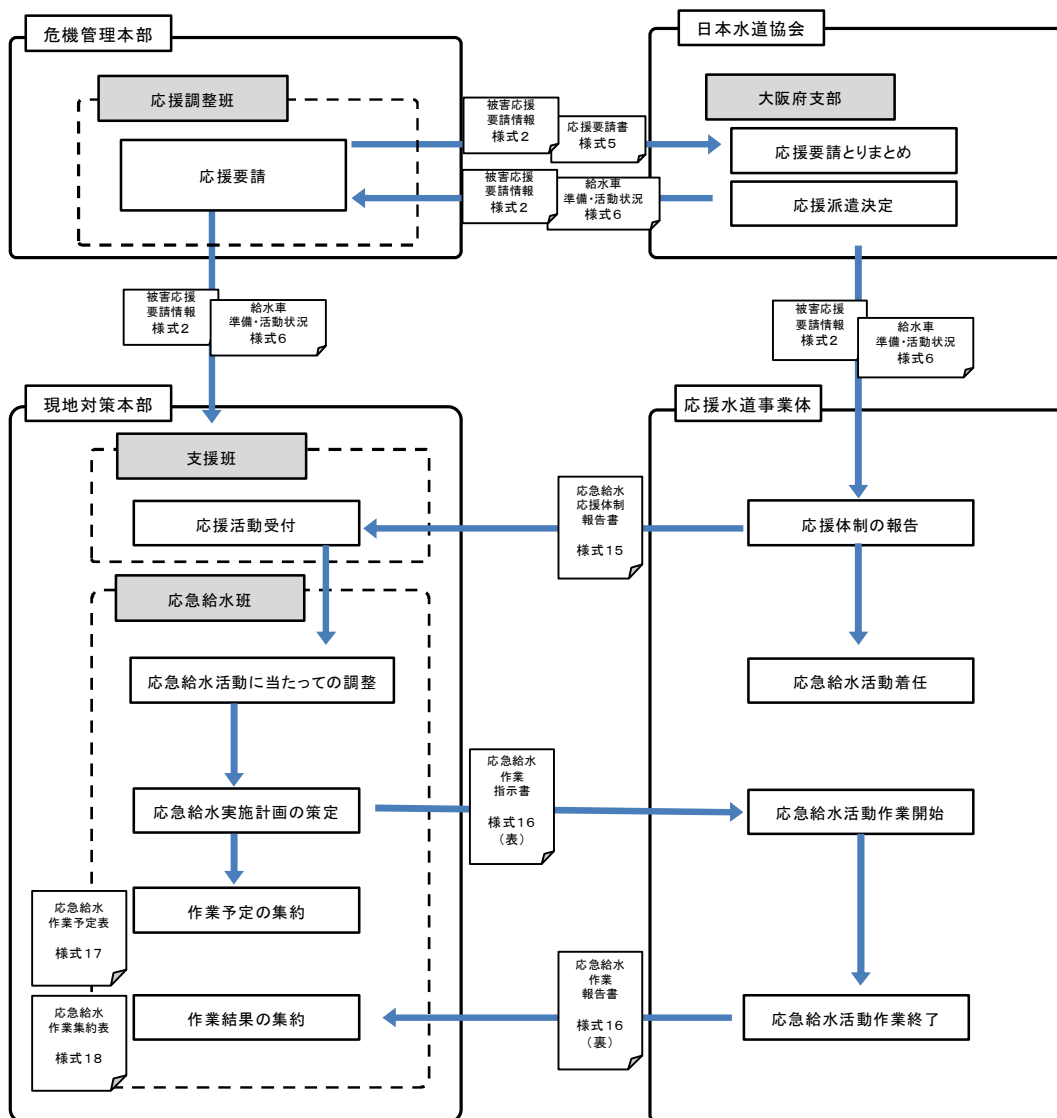 危機管理本部
日本水道協会
応援調整班
大阪府支部
被害応援
要請情報
様式2
応援要請書
様式5
応援要請
応援要請とりまとめ
被害応援
要請情報
様式2
給水車
準備・活動状況
様式6
応援派遣決定
被害応援
要請情報
様式2
給水車
準備・活動状況
様式6
被害応援
要請情報
様式2
給水車
準備・活動状況
様式6
現地対策本部
応援水道事業体
支援班
応援活動受付
応急給水
応援体制
報告書
様式15
応援体制の報告
応急給水班
応急給水活動に当たっての調整
応急給水活動着任
応急給水実施計画の策定
応急給水
作業
指示書
様式16
(表)
応急給水活動作業開始
応急給水
作業予定表
様式17
作業予定の集約
応急給水
作業集約表
様式18
作業結果の集約
応急給水
作業
報告書
様式16
(裏)
応急給水活動作業終了